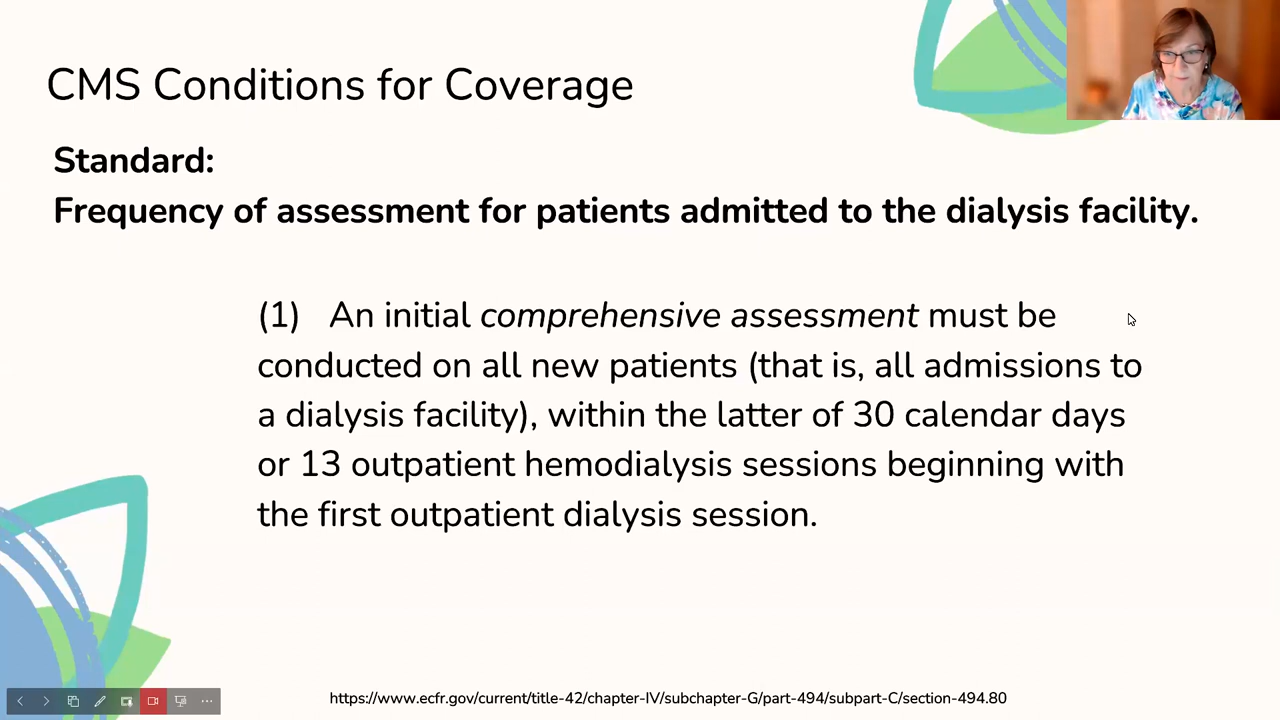 CMS Conditions for Coverage
Standard:
Frequency of assessment for patients admitted to the dialysis facility.
(1) An initial comprehensive assessment must be
conducted on all new patients (that is, all admissions to
a dialysis facility), within the latter of 30 calendar days
or 13 outpatient hemodialysis sessions beginning with
the first outpatient dialysis session.
https://www.ecfr.gov/current/title-42/chapter-IV/subchapter-G/part-494/subpart-C/section-494.80